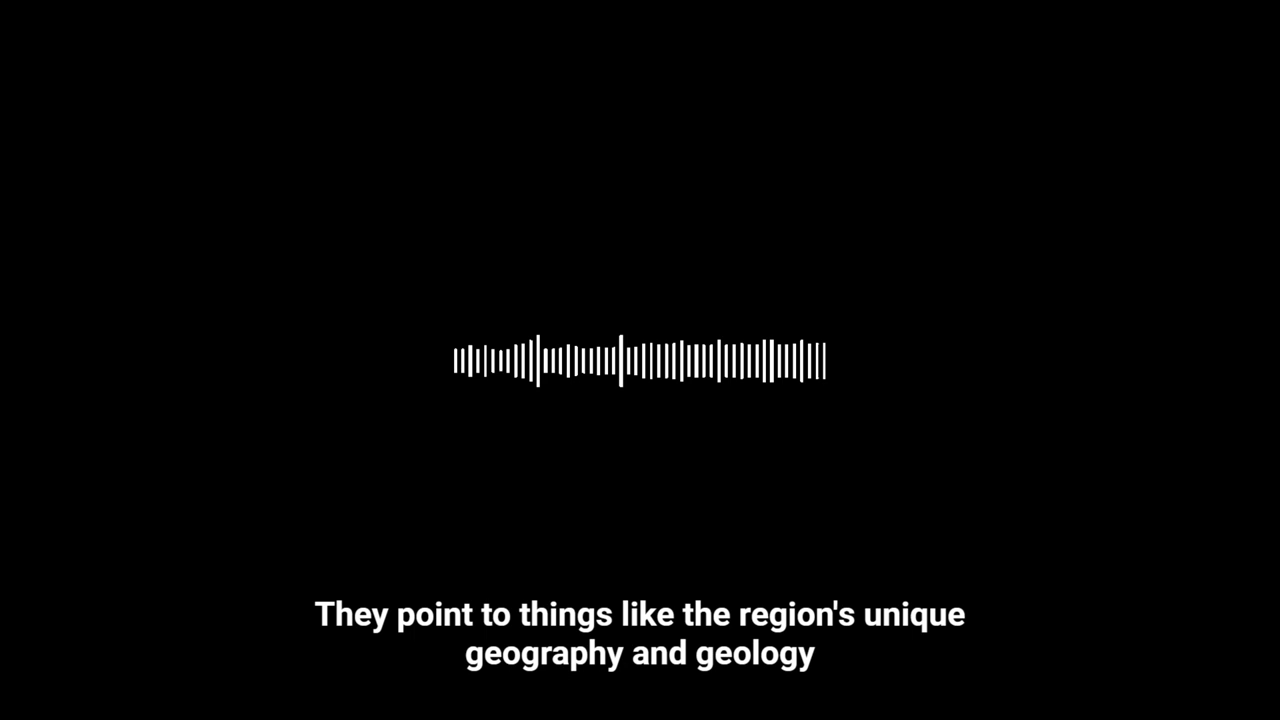 They point to things like the region's unique
geography and geology